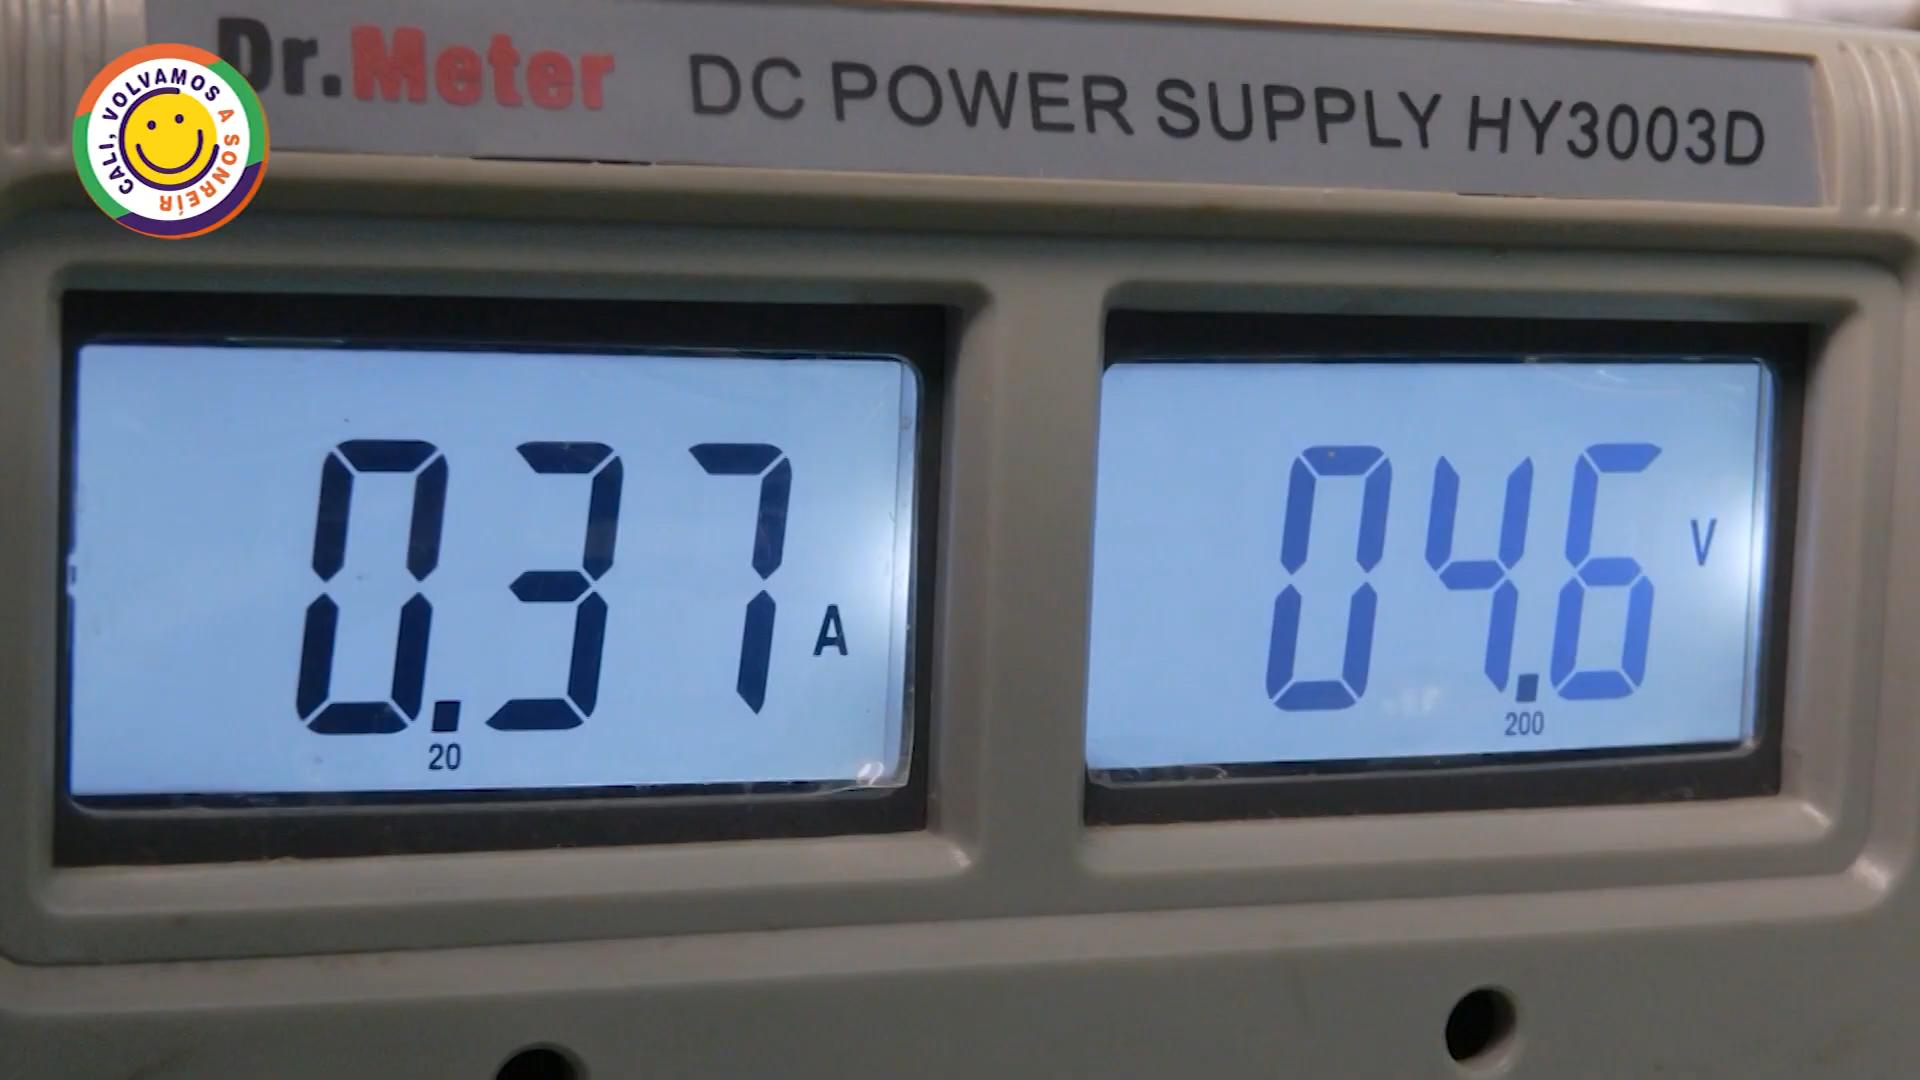 Dr.Meter DC POWER SUPPLY HY3003D
CALI, VOLVAMOS A SONREÍR
0.37 A
20
04.6 V
200